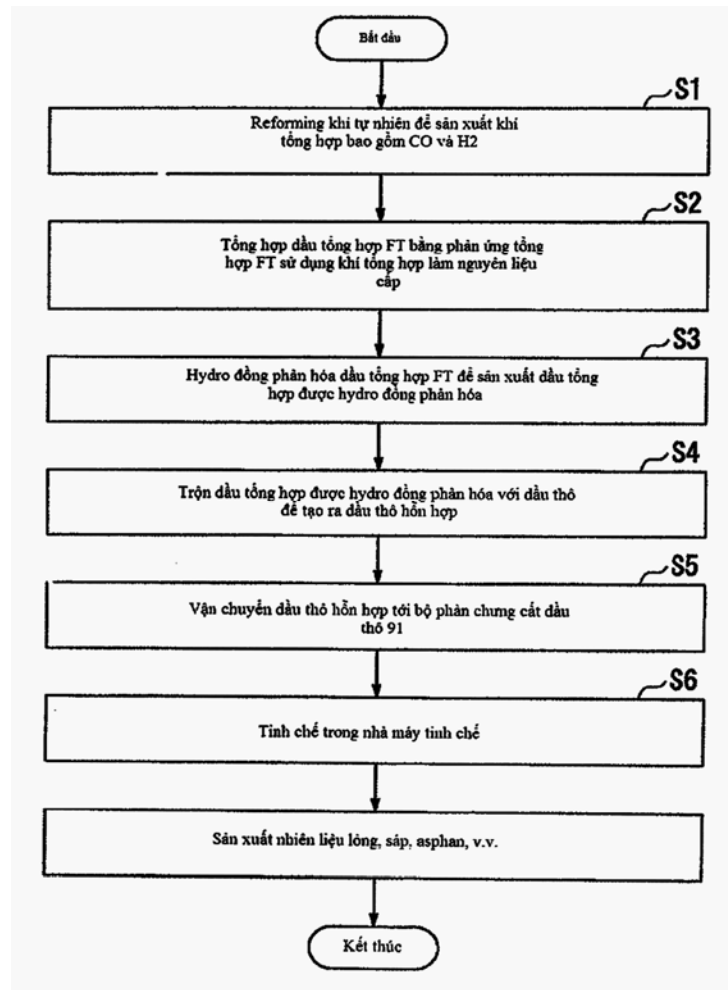 Bắt đầu
S1
Reforming khí tự nhiên để sản xuất khí
tổng hợp bao gồm CO và H2
S2
Tổng hợp dầu tổng hợp FT bằng phản ứng tổng
hợp FT sử dụng khí tổng hợp làm nguyên liệu
cấp
S3
Hydro đồng phân hóa dầu tổng hợp FT để sản xuất dầu tổng
hợp được hydro đồng phân hóa
S4
Trộn dầu tổng hợp được hydro đồng phân hóa với dầu thô
để tạo ra dầu thô hỗn hợp
S5
Vận chuyển dầu thô hỗn hợp tới bộ phận chưng cất dầu
thô 91
S6
Tinh chế trong nhà máy tinh chế
Sản xuất nhiên liệu lỏng, sáp, asphan, v.v.
Kết thúc